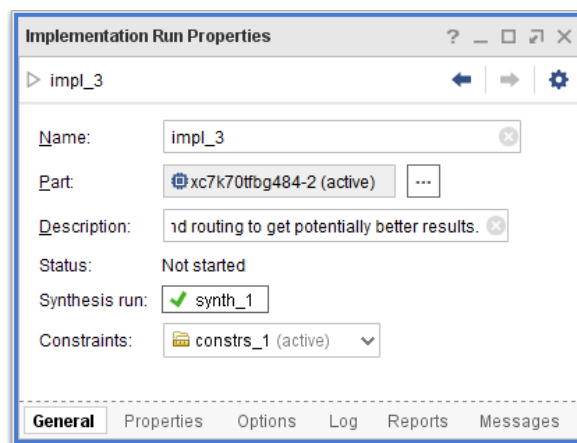 Implementation Run Properties
impl_3
Name: impl_3
Part: xc7k70tfbg484-2 (active)
Description: nd routing to get potentially better results.
Status: Not started
Synthesis run: synth_1
Constraints: constrs_1 (active)
General Properties Options Log Reports Messages